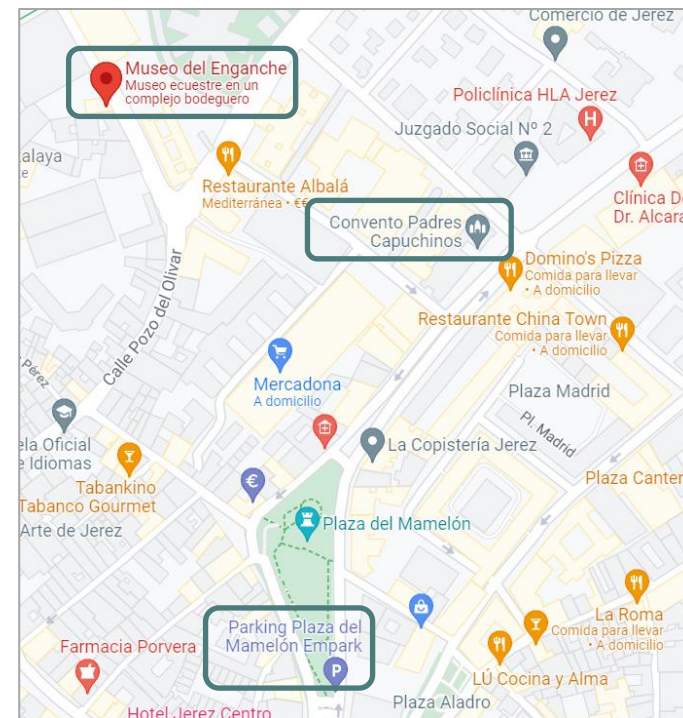 Comercio de Jerez
Museo del Enganche
Museo ecuestre en un
complejo bodeguero
Policlínica HLA Jerez
H
Juzgado Social Nº 2
alaya
Restaurante Albalá
Mediterránea • €€
Clínica De
Dr. Alcara
Convento Padres
Capuchinos
Domino's Pizza
Comida para llevar
• A domicilio
Calle Pozo del Olivar
Restaurante China Town
Comida para llevar
• A domicilio
Pérez
Mercadona
A domicilio
Plaza Madrid
Pl. Madrid
ela Oficial
e Idiomas
La Copistería Jerez
Tabankino
Tabanco Gourmet
€
Plaza Canter
Arte de Jerez
Plaza del Mamelón
Parking Plaza del
Mamelón Empark
P
La Roma
Comida para llevar
• A domicilio
Farmacia Porvera
LÚ Cocina y Alma
Plaza Aladro
Hotel Jerez Centro